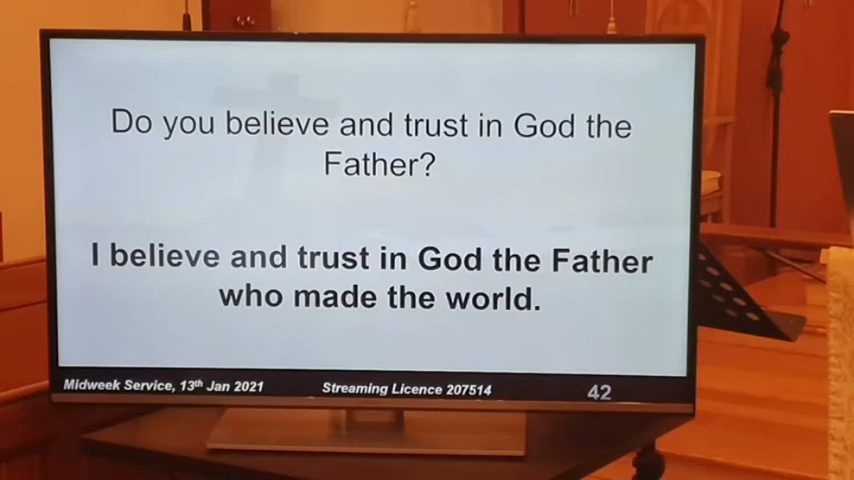 Do you believe and trust in God the
Father?
I believe and trust in God the Father
who made the world.
Midweek Service, 13th Jan 2021 Streaming Licence 207514 42